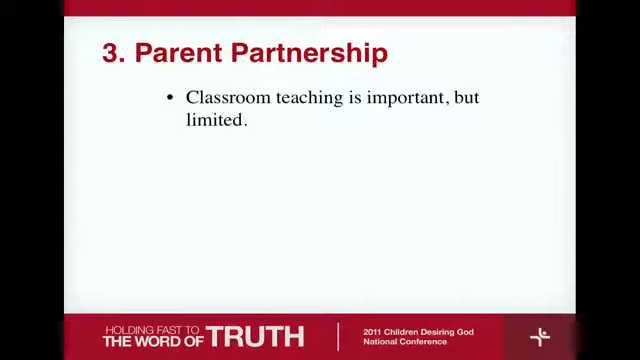 3. Parent Partnership
• Classroom teaching is important, but
limited.
HOLDING FAST TO
THE WORD OF TRUTH
2011 Children Desiring God
National Conference